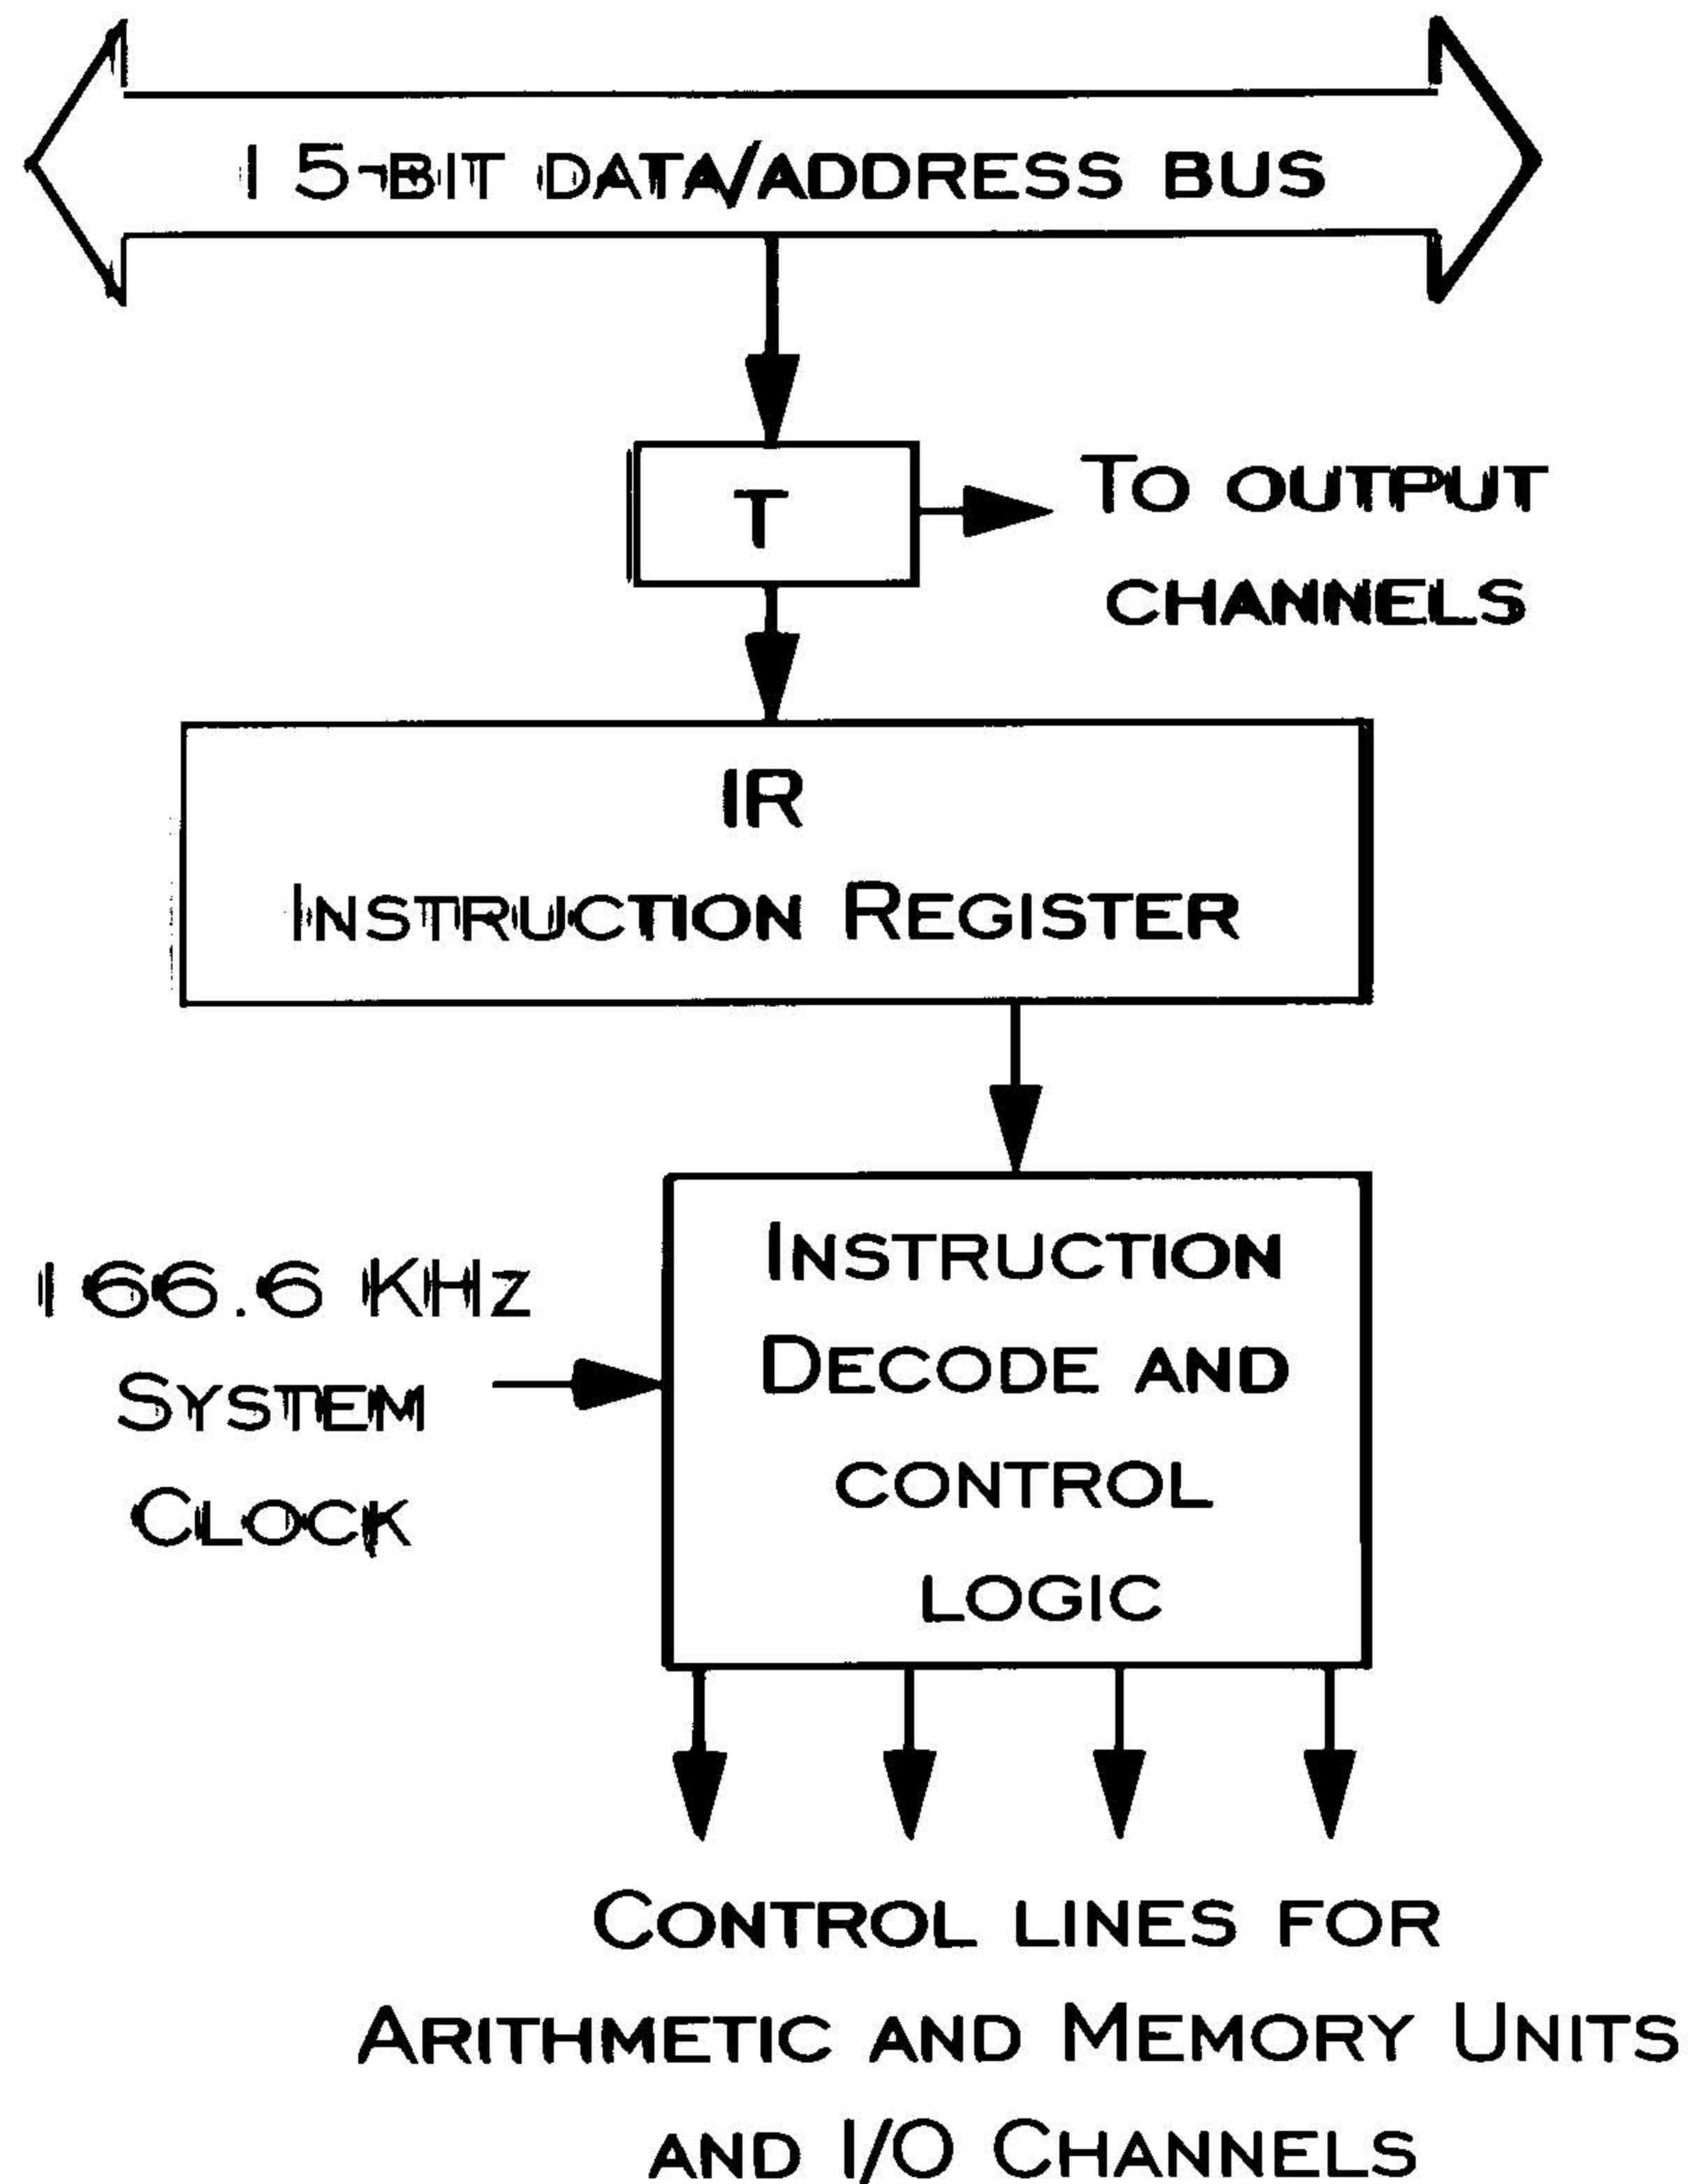 15-BIT DATA/ADDRESS BUS
T
TO OUTPUT
CHANNELS
IR
INSTRUCTION REGISTER
166.6 KHZ
SYSTEM
CLOCK
INSTRUCTION
DECODE AND
CONTROL
LOGIC
CONTROL LINES FOR
ARITHMETIC AND MEMORY UNITS
AND I/O CHANNELS